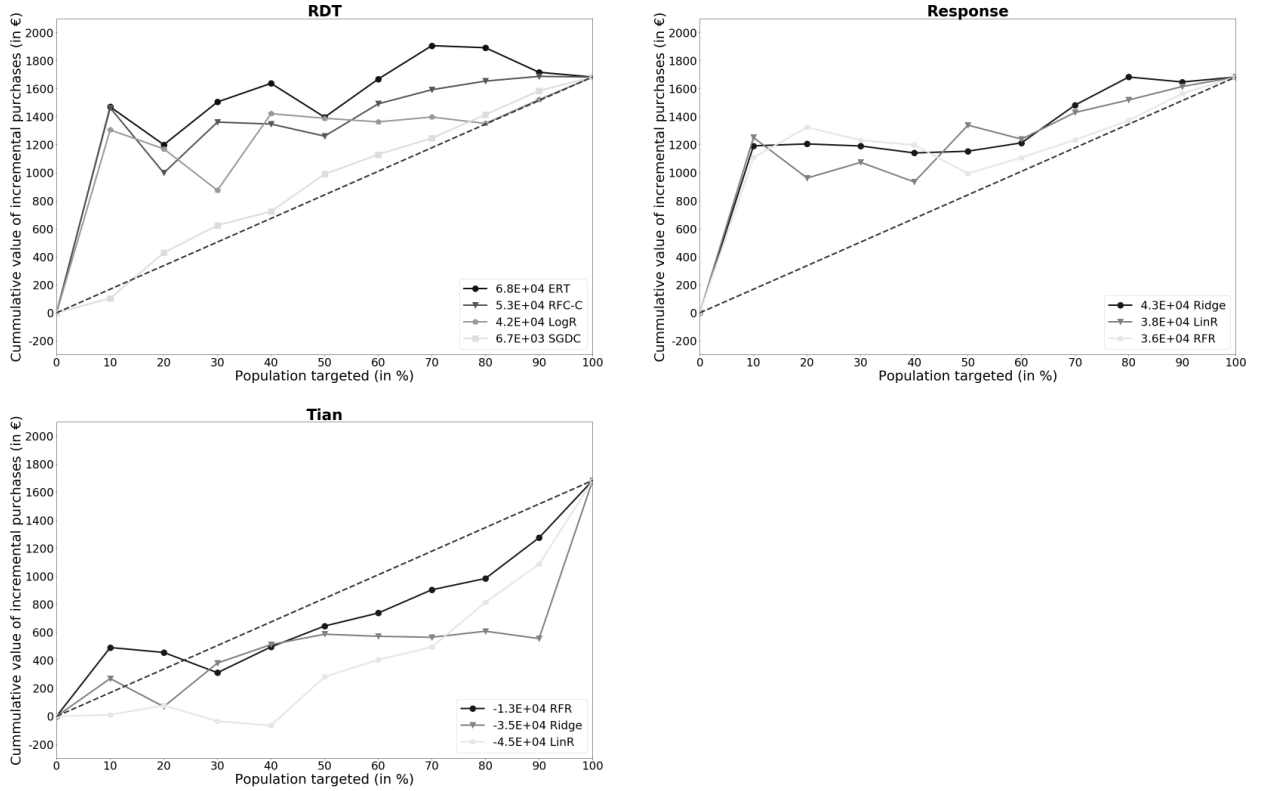 RDT
Cummulative value of incremental purchases (in €)
2000
1800
1600
1400
1200
1000
800
600
400
200
0
-200
0 10 20 30 40 50 60 70 80 90 100
Population targeted (in %)
6.8E+04 ERT
5.3E+04 RFC-C
4.2E+04 LogR
6.7E+03 SGDC
Response
Cummulative value of incremental purchases (in €)
2000
1800
1600
1400
1200
1000
800
600
400
200
0
-200
0 10 20 30 40 50 60 70 80 90 100
Population targeted (in %)
4.3E+04 Ridge
3.8E+04 LinR
3.6E+04 RFR
Tian
Cummulative value of incremental purchases (in €)
2000
1800
1600
1400
1200
1000
800
600
400
200
0
-200
0 10 20 30 40 50 60 70 80 90 100
Population targeted (in %)
-1.3E+04 RFR
-3.5E+04 Ridge
-4.5E+04 LinR